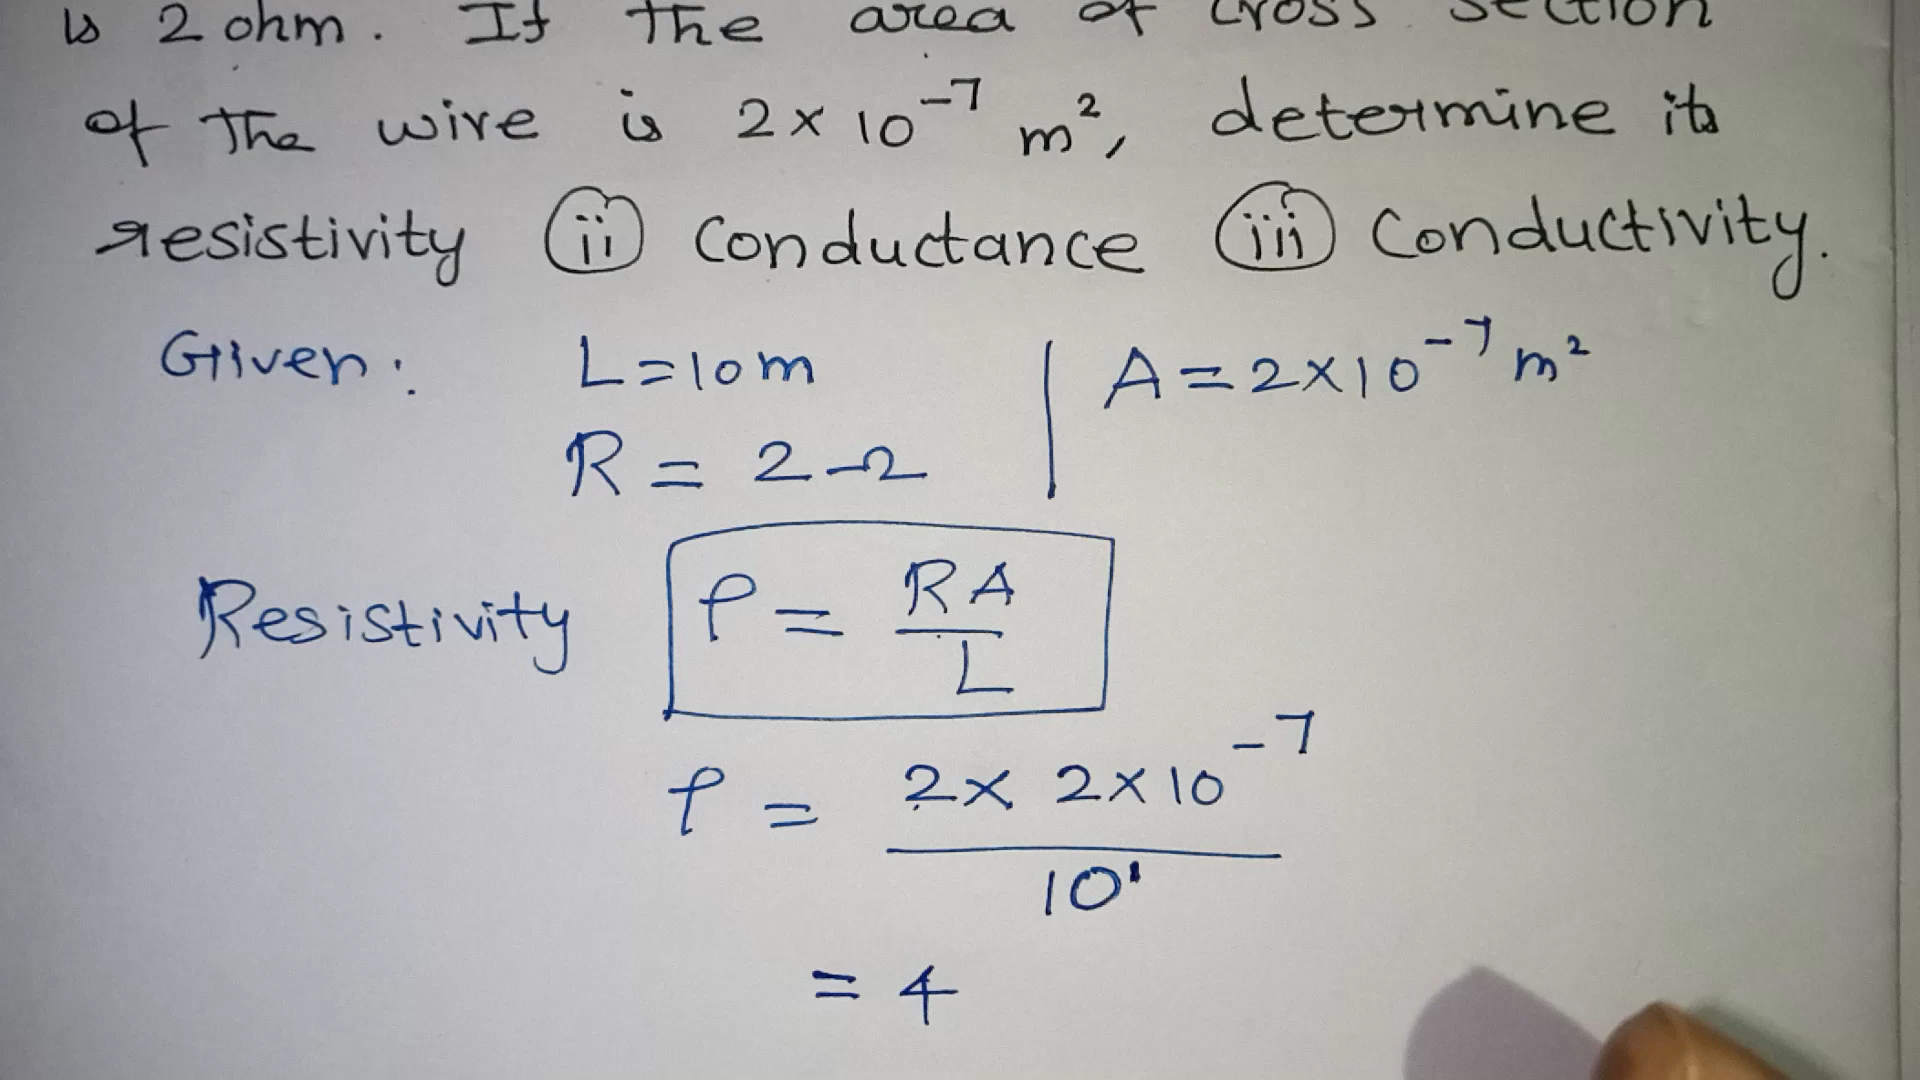 is 2 ohm. If the area of cross section
of the wire is 2 × 10⁻⁷ m², determine its
resistivity (ii) conductance (iii) conductivity.
Given: L = 10m | A = 2×10⁻⁷ m²
R = 2 Ω
Resistivity ρ = RA / L
ρ = 2 × 2 × 10⁻⁷ / 10¹
= 4